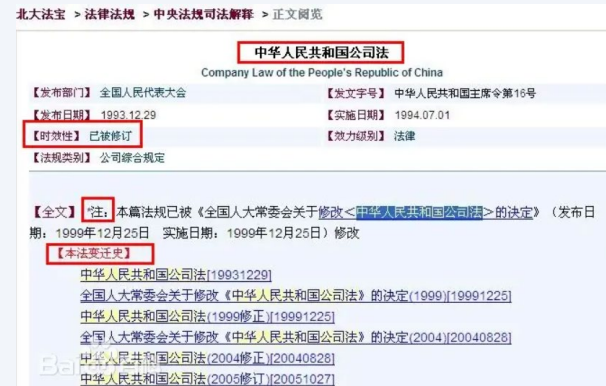 北大法宝 > 法律法规 > 中央法规司法解释 > 正文阅览
中华人民共和国公司法
Company Law of the People's Republic of China
【发布部门】 全国人民代表大会 【发文字号】 中华人民共和国主席令第16号
【发布日期】 1993.12.29 【实施日期】 1994.07.01
【时效性】 已被修订 【效力级别】 法律
【法规类别】 公司综合规定
【全文】 *注：本篇法规已被《全国人大常委会关于修改<中华人民共和国公司法>的决定》（发布日
期：1999年12月25日 实施日期：1999年12月25日）修改
【本法变迁史】
中华人民共和国公司法[19931229]
全国人大常委会关于修改《中华人民共和国公司法》的决定(1999)[19991225]
中华人民共和国公司法(1999修正)[19991225]
全国人大常委会关于修改《中华人民共和国公司法》的决定(2004)[20040828]
中华人民共和国公司法(2004修正)[20040828]
中华人民共和国公司法(2005修订)[20051027]
Bai百科